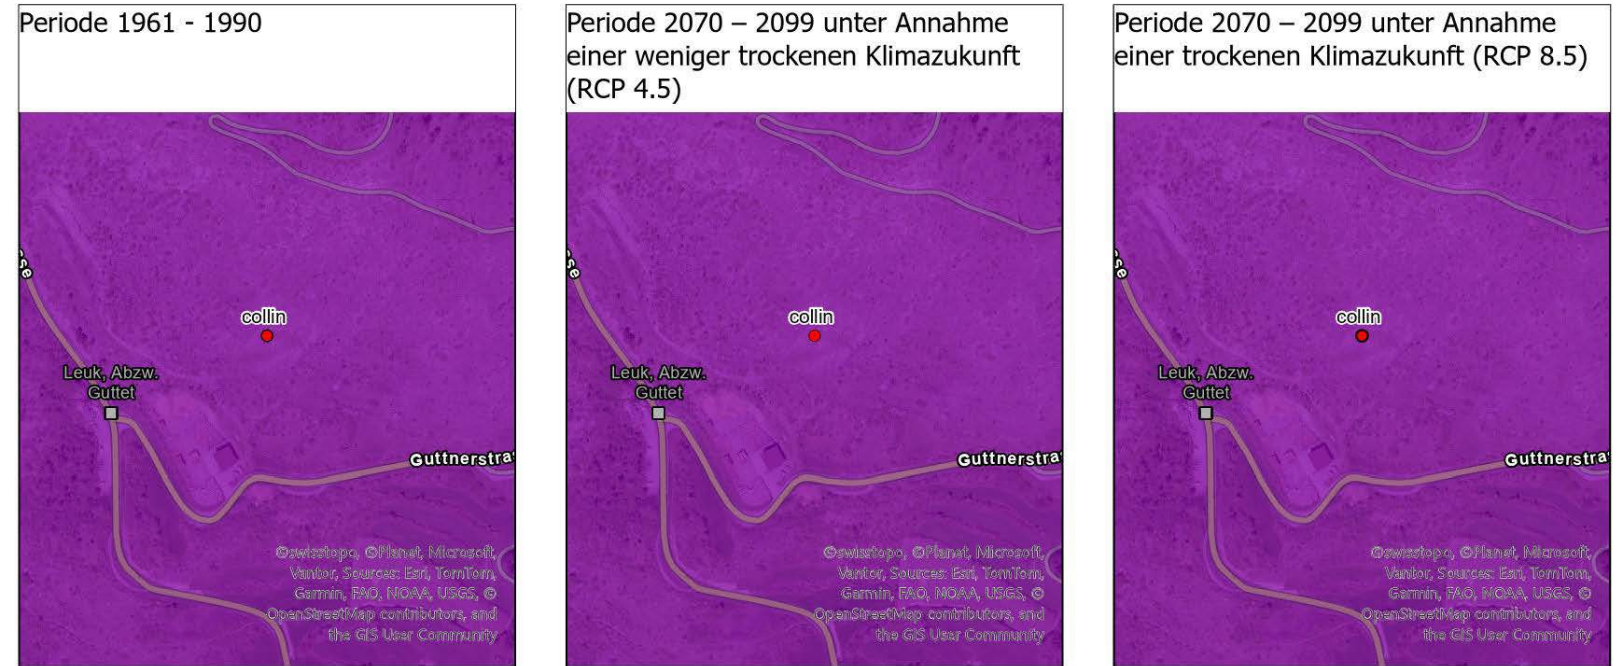 Periode 1961 - 1990
collin
Leuk, Abzw.
Guttet
Guttnerstra
©swisstopo, ©Planet, Microsoft,
Vantor, Sources: Esri, TomTom,
Garmin, FAO, NOAA, USGS, ©
OpenStreetMap contributors, and
the GIS User Community
Periode 2070 – 2099 unter Annahme
einer weniger trockenen Klimazukunft
(RCP 4.5)
sse
collin
Leuk, Abzw.
Guttet
Guttnerstra
©swisstopo, ©Planet, Microsoft,
Vantor, Sources: Esri, TomTom,
Garmin, FAO, NOAA, USGS, ©
OpenStreetMap contributors, and
the GIS User Community
Periode 2070 – 2099 unter Annahme
einer trockenen Klimazukunft (RCP 8.5)
sse
collin
Leuk, Abzw.
Guttet
Guttnerstra
©swisstopo, ©Planet, Microsoft,
Vantor, Sources: Esri, TomTom,
Garmin, FAO, NOAA, USGS, ©
OpenStreetMap contributors, and
the GIS User Community